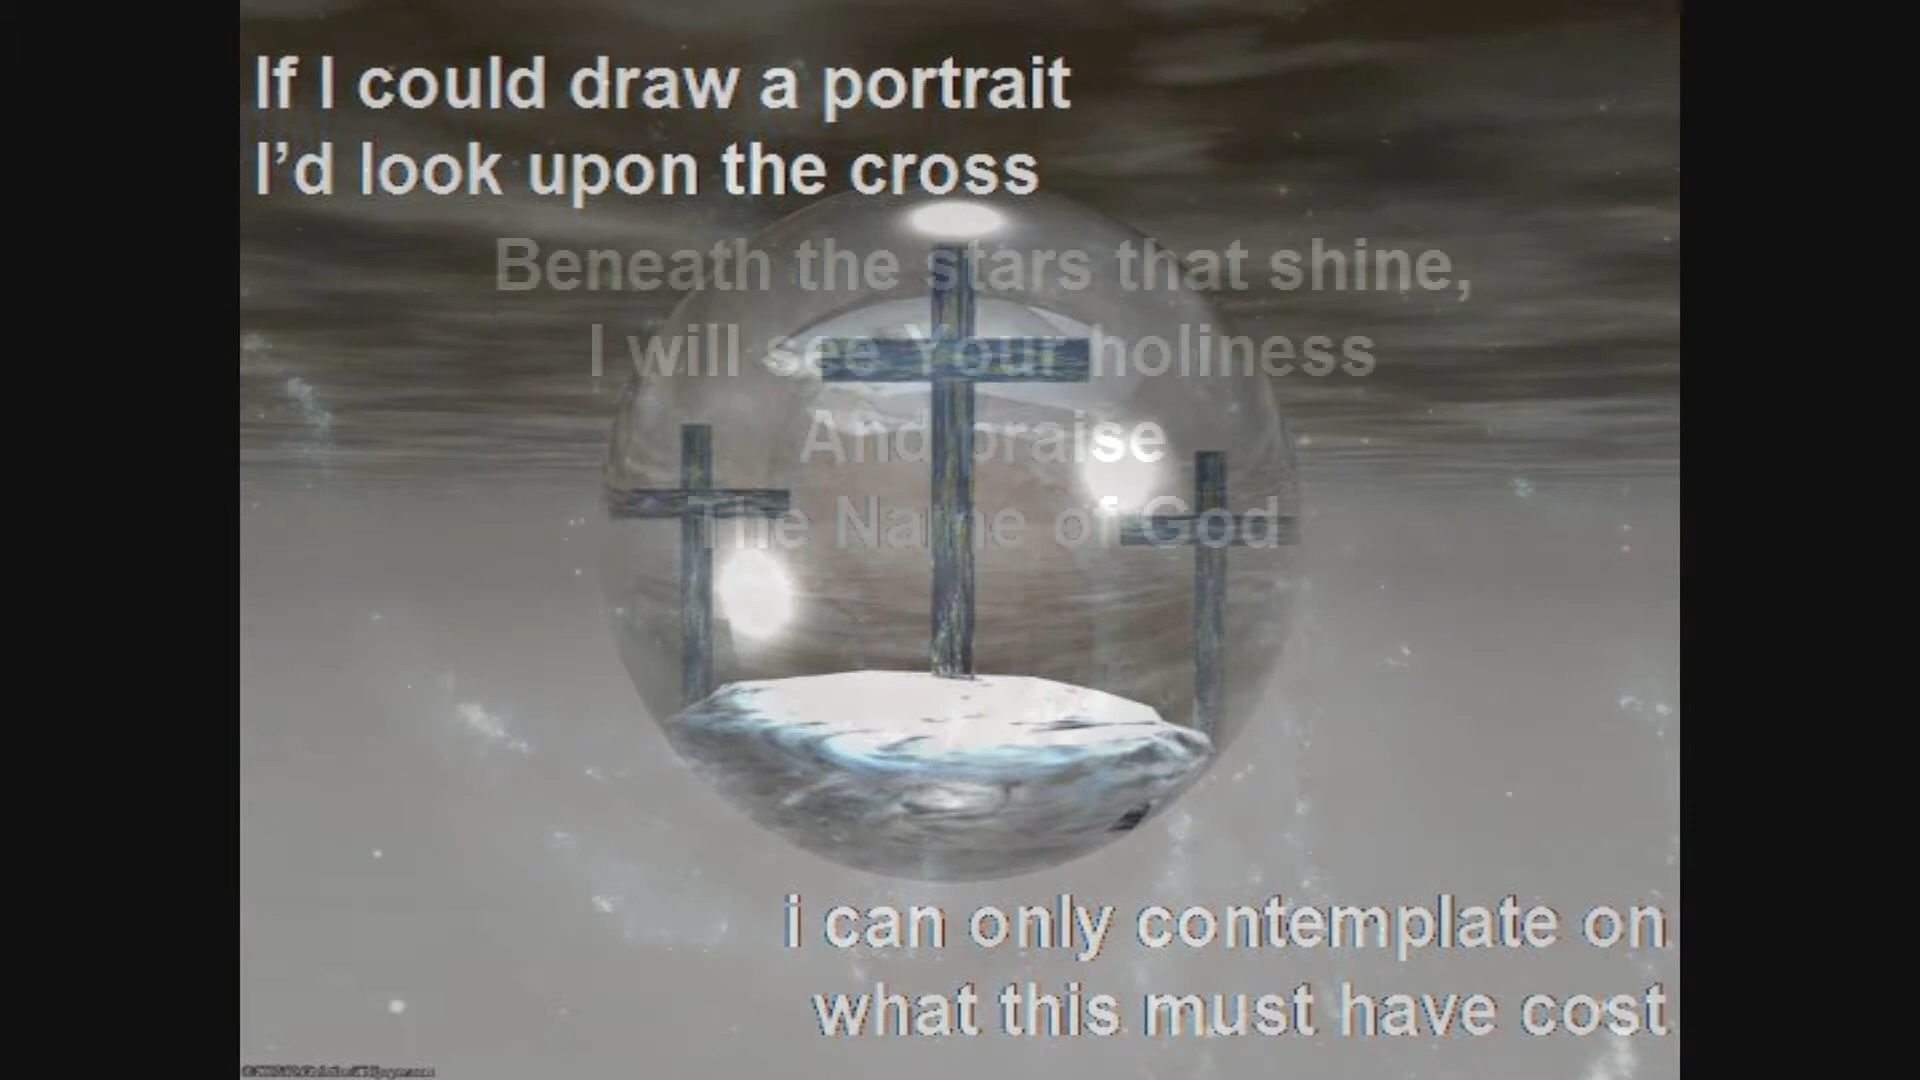 If I could draw a portrait
I’d look upon the cross
Beneath the stars that shine,
I will see Your holiness
And praise
The Name of God
i can only contemplate on
what this must have cost